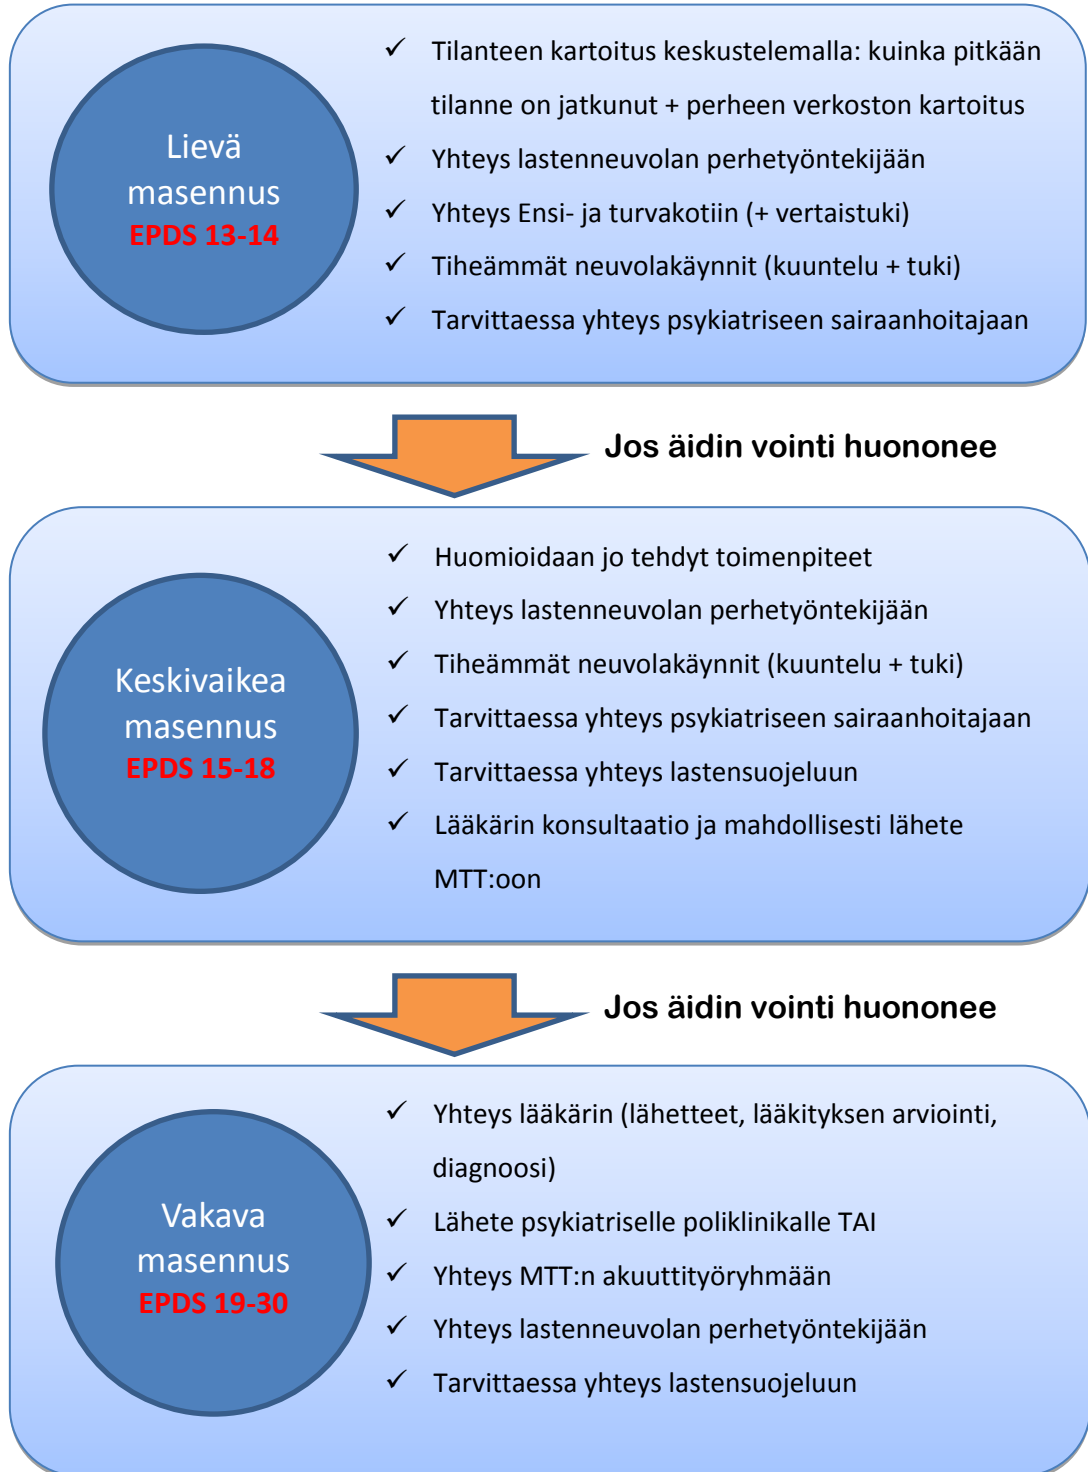 Lievä
masennus
EPDS 13-14
✓ Tilanteen kartoitus keskustelemalla: kuinka pitkään
tilanne on jatkunut + perheen verkoston kartoitus
✓ Yhteys lastenneuvolan perhetyöntekijään
✓ Yhteys Ensi- ja turvakotiin (+ vertaistuki)
✓ Tiheämmät neuvolakäynnit (kuuntelu + tuki)
✓ Tarvittaessa yhteys psykiatriseen sairaanhoitajaan
Jos äidin vointi huononee
Keskivaikea
masennus
EPDS 15-18
✓ Huomioidaan jo tehdyt toimenpiteet
✓ Yhteys lastenneuvolan perhetyöntekijään
✓ Tiheämmät neuvolakäynnit (kuuntelu + tuki)
✓ Tarvittaessa yhteys psykiatriseen sairaanhoitajaan
✓ Tarvittaessa yhteys lastensuojeluun
✓ Lääkärin konsultaatio ja mahdollisesti lähete
MTT:oon
Jos äidin vointi huononee
Vakava
masennus
EPDS 19-30
✓ Yhteys lääkärin (lähetteet, lääkityksen arviointi,
diagnoosi)
✓ Lähete psykiatriselle poliklinikalle TAI
✓ Yhteys MTT:n akuuttityöryhmään
✓ Yhteys lastenneuvolan perhetyöntekijään
✓ Tarvittaessa yhteys lastensuojeluun